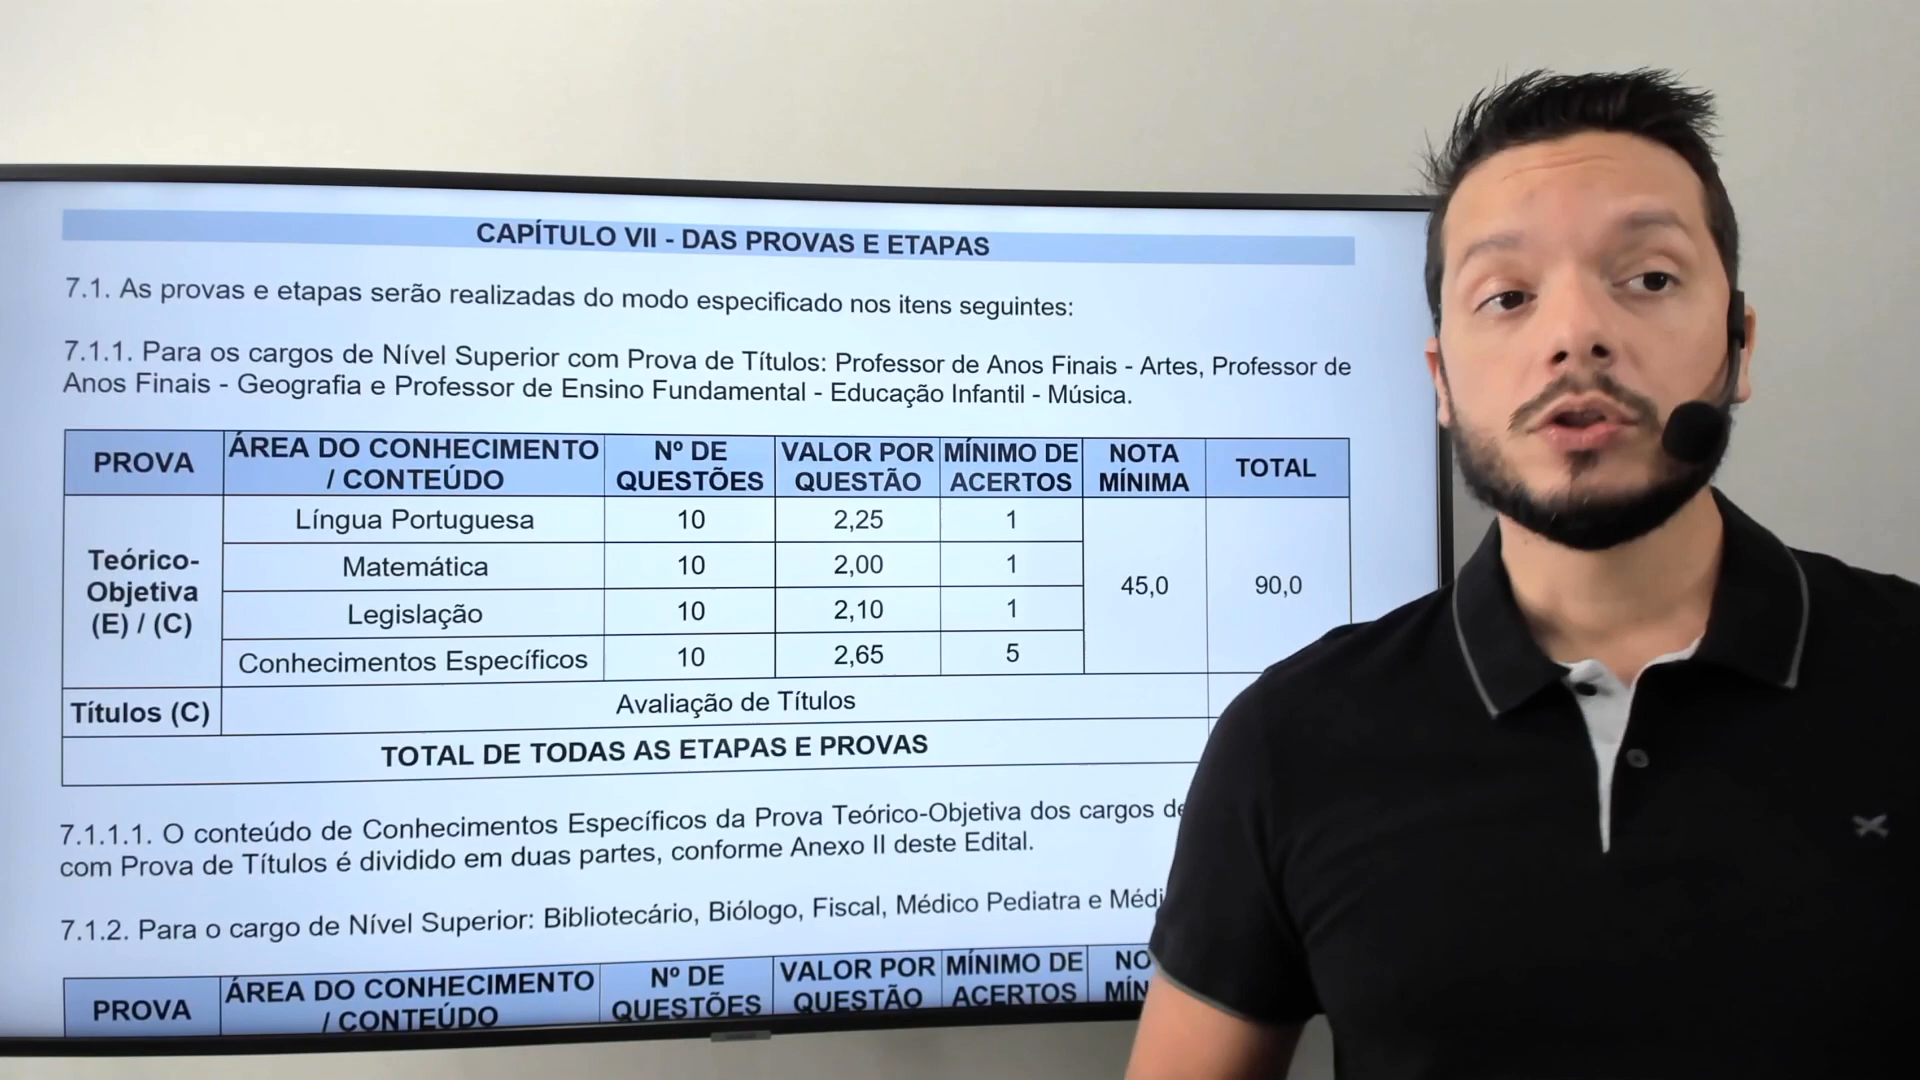 CAPÍTULO VII - DAS PROVAS E ETAPAS
7.1. As provas e etapas serão realizadas do modo especificado nos itens seguintes:
7.1.1. Para os cargos de Nível Superior com Prova de Títulos: Professor de Anos Finais - Artes, Professor de
Anos Finais - Geografia e Professor de Ensino Fundamental - Educação Infantil - Música.
PROVA ÁREA DO CONHECIMENTO / CONTEÚDO Nº DE QUESTÕES VALOR POR QUESTÃO MÍNIMO DE ACERTOS NOTA MÍNIMA TOTAL
Teórico-Objetiva (E) / (C)
Língua Portuguesa 10 2,25 1
Matemática 10 2,00 1
Legislação 10 2,10 1
Conhecimentos Específicos 10 2,65 5
45,0 90,0
Títulos (C) Avaliação de Títulos
TOTAL DE TODAS AS ETAPAS E PROVAS
7.1.1.1. O conteúdo de Conhecimentos Específicos da Prova Teórico-Objetiva dos cargos de
com Prova de Títulos é dividido em duas partes, conforme Anexo II deste Edital.
7.1.2. Para o cargo de Nível Superior: Bibliotecário, Biólogo, Fiscal, Médico Pediatra e
PROVA ÁREA DO CONHECIMENTO / CONTEÚDO Nº DE QUESTÕES VALOR POR QUESTÃO MÍNIMO DE ACERTOS